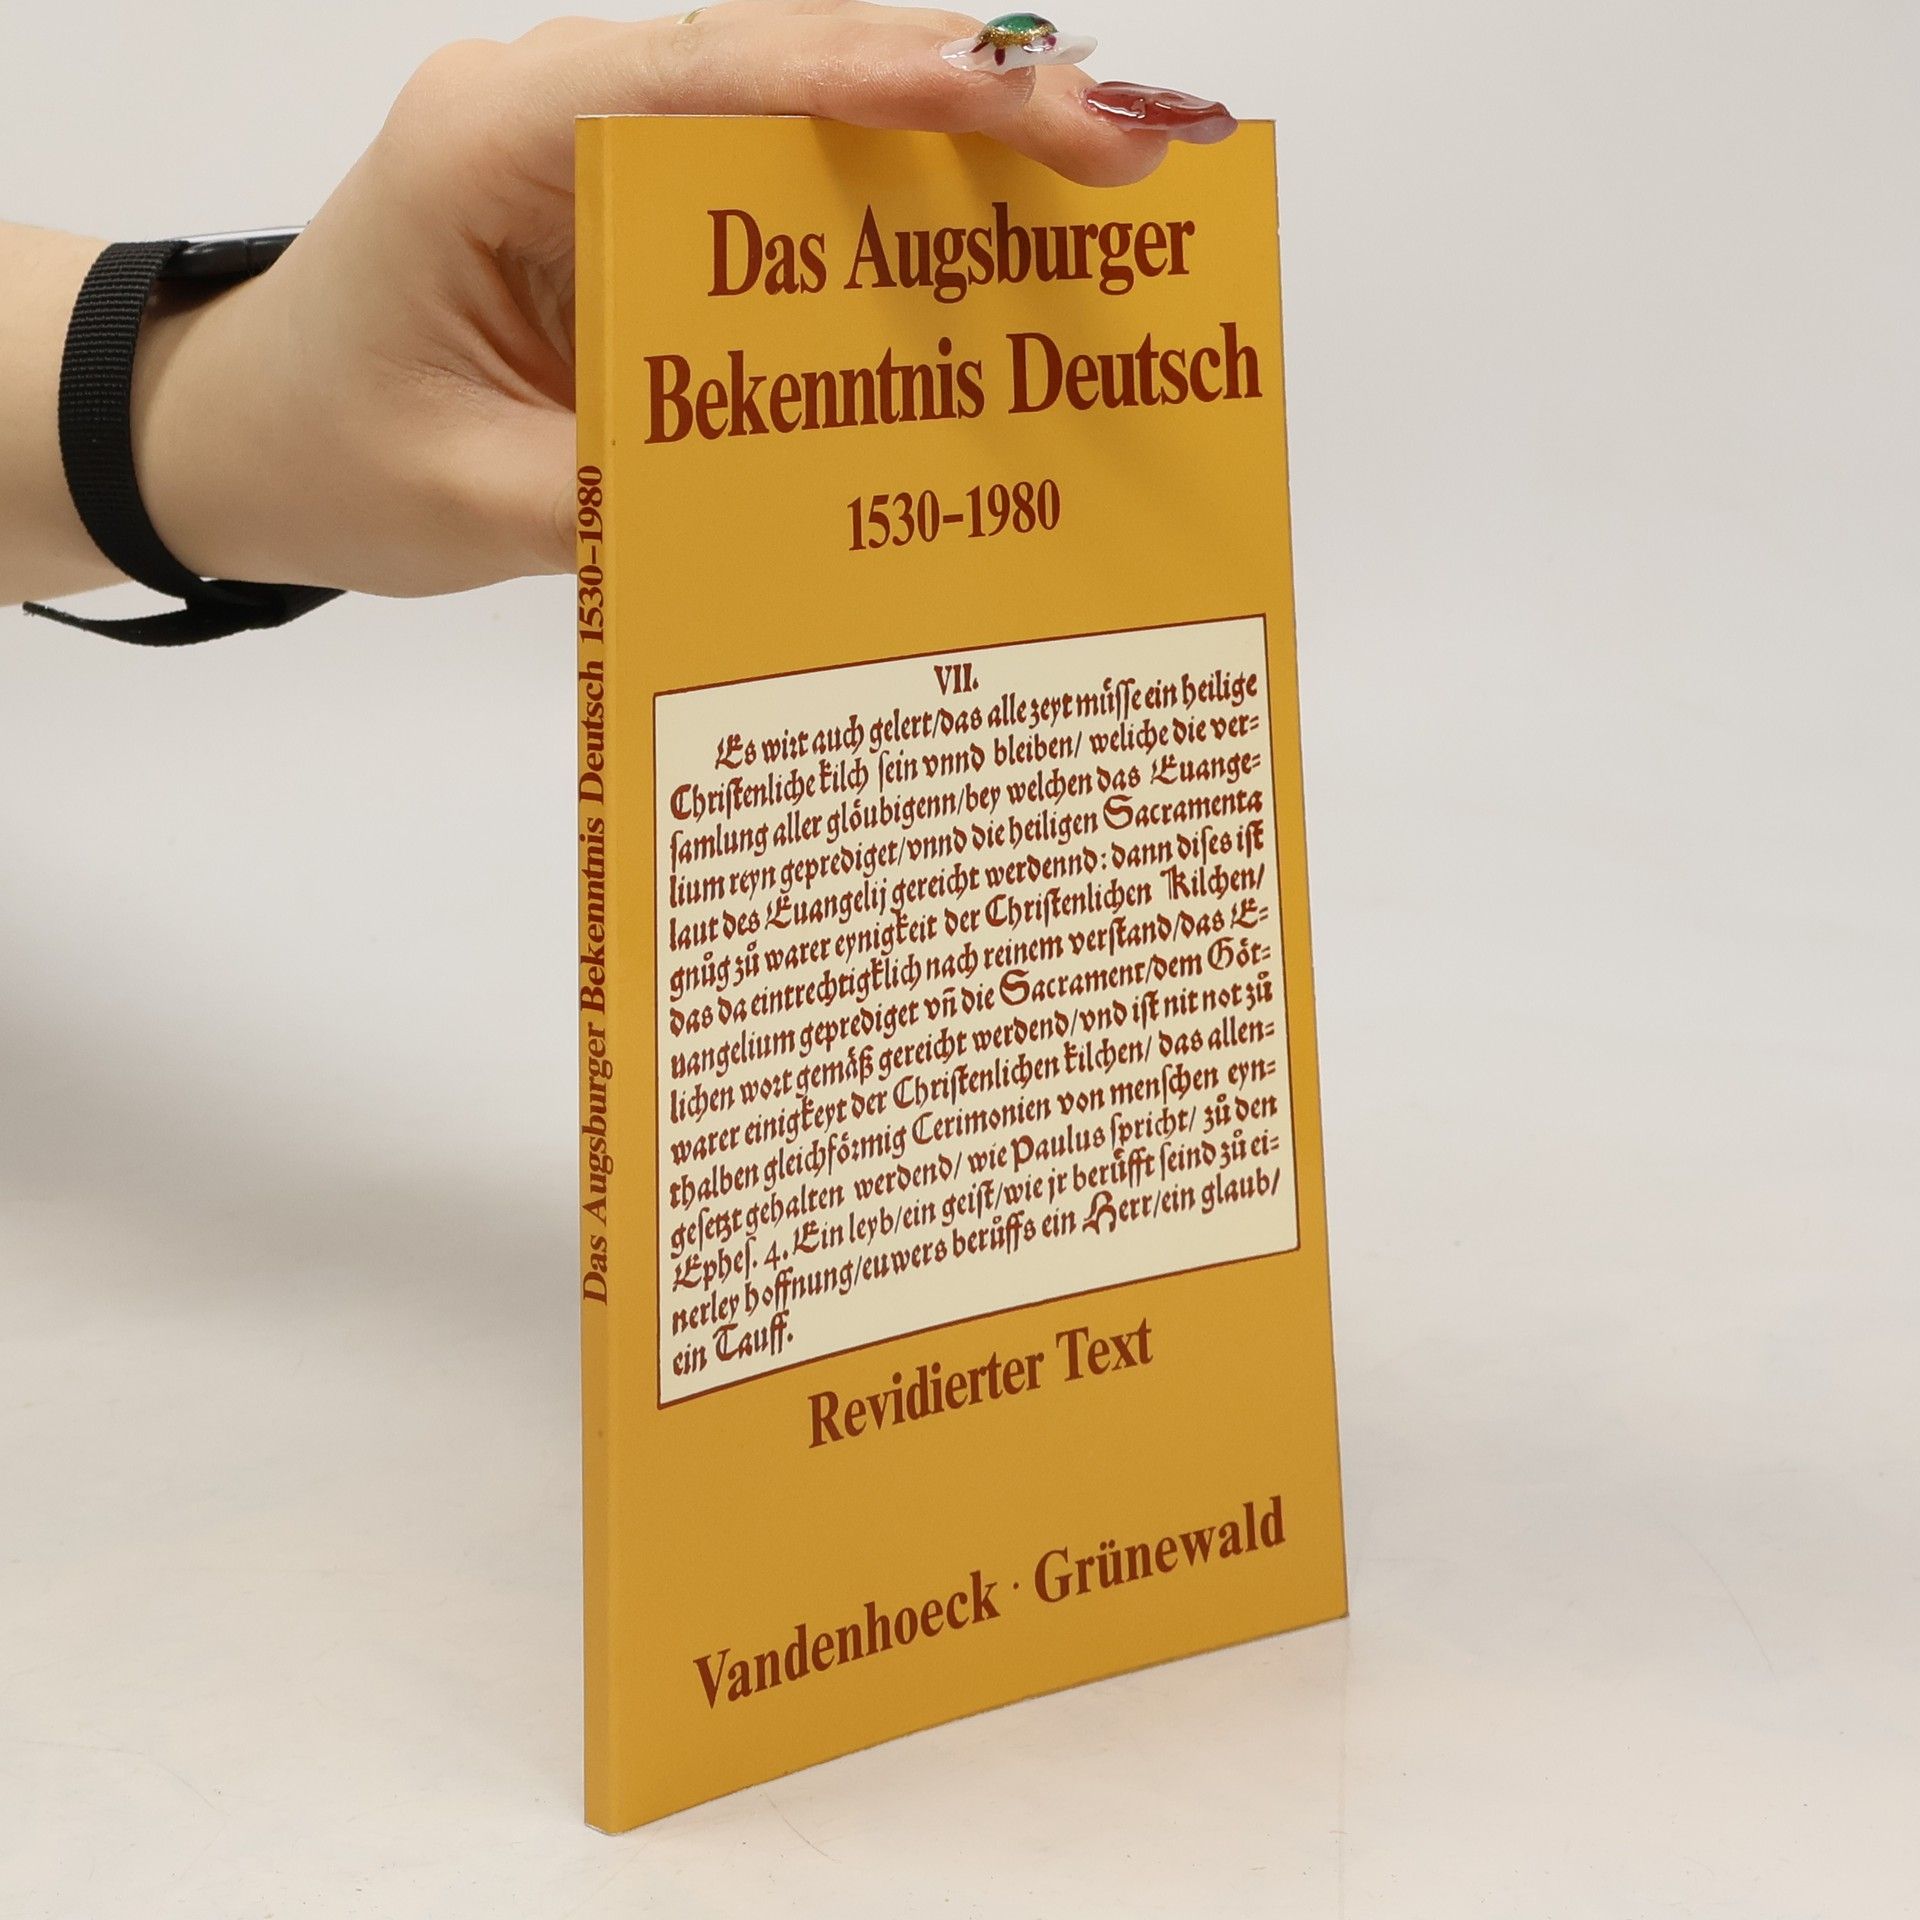 Das Augsburger
Bekenntnis Deutsch
1530–1980
VII.
Es wirt auch gelert/das alle zeyt müsse ein heilige
Christenliche kilch sein vnnd bleiben/ weliche die ver=
samlung aller glöubigenn/bey welchen das Euange=
lium reyn geprediget/vnnd die heiligen Sacramenta
laut des Euangelij gereicht werdennd: dann dises ist
gnůg zů warer eynigkeit der Christenlichen Kilchen/
das da eintrechtigklich nach reinem verstand/das E=
uangelium geprediget vn̄ die Sacrament/dem Göt=
lichen wort gemäß gereicht werdend/vnd ist nit not zů
warer einigkeyt der Christenlichen kilchen/ das allen=
thalben gleichförmig Cerimonien von menschen eyn=
gesetzt gehalten werdend/ wie Paulus spricht/ zů den
Ephes. 4. Ein leyb/ein geist/wie jr berůfft seind zů ei=
nerley hoffnung/euwers berůffs ein Herr/ein glaub/
ein Tauff.
Revidierter Text
Vandenhoeck · Grünewald
Das Augsburger Bekenntnis Deutsch 1530–1980